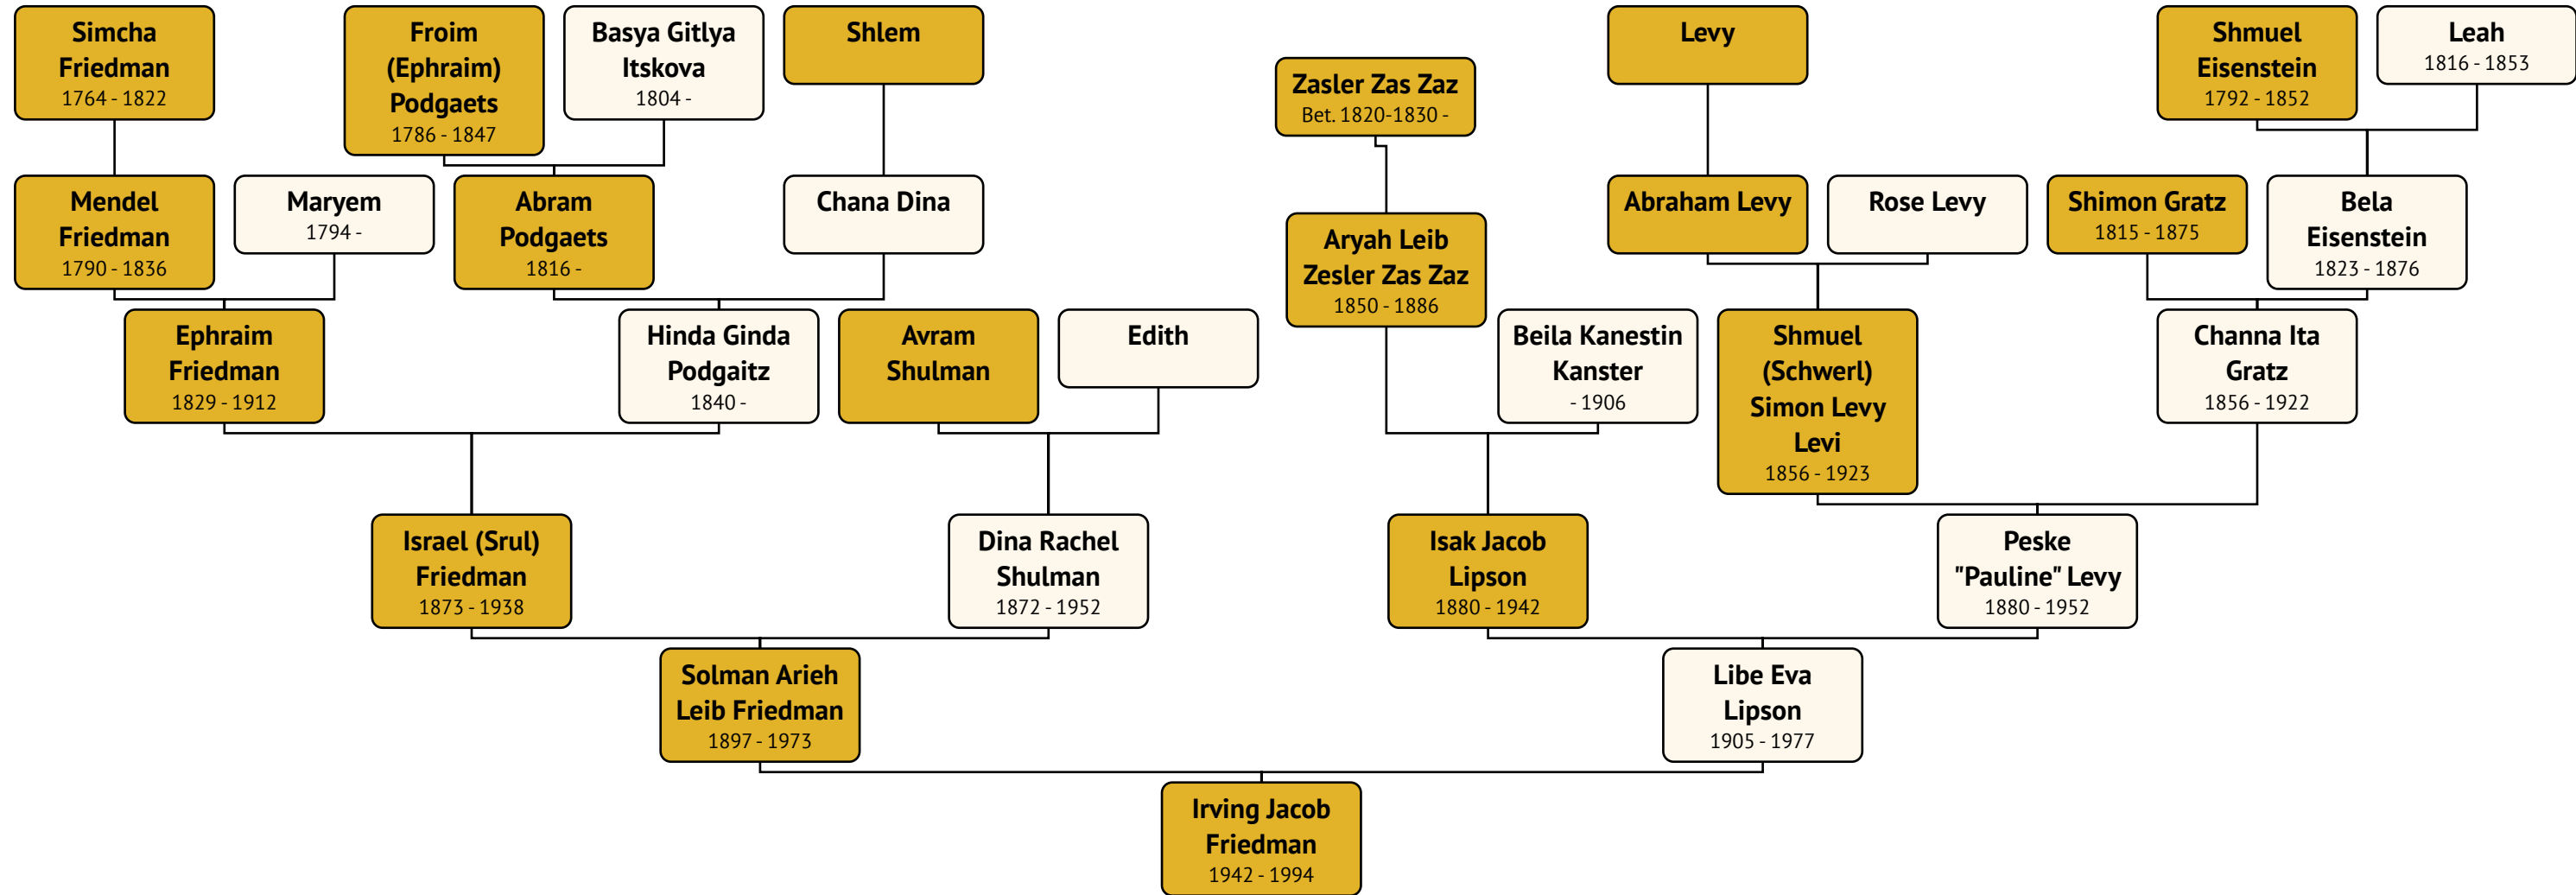 Simcha
Friedman
1764 - 1822
Froim
(Ephraim)
Podgaets
1786 - 1847
Basya Gitlya
Itskova
1804 -
Shlem
Zasler Zas Zaz
Bet. 1820-1830 -
Levy
Shmuel
Eisenstein
1792 - 1852
Leah
1816 - 1853
Mendel
Friedman
1790 - 1836
Maryem
1794 -
Abram
Podgaets
1816 -
Chana Dina
Aryah Leib
Zesler Zas Zaz
1850 - 1886
Abraham Levy
Rose Levy
Shimon Gratz
1815 - 1875
Bela
Eisenstein
1823 - 1876
Ephraim
Friedman
1829 - 1912
Hinda Ginda
Podgaitz
1840 -
Avram
Shulman
Edith
Beila Kanestin
Kanster
- 1906
Shmuel
(Schwerl)
Simon Levy
Levi
1856 - 1923
Channa Ita
Gratz
1856 - 1922
Israel (Srul)
Friedman
1873 - 1938
Dina Rachel
Shulman
1872 - 1952
Isak Jacob
Lipson
1880 - 1942
Peske
"Pauline" Levy
1880 - 1952
Solman Arieh
Leib Friedman
1897 - 1973
Libe Eva
Lipson
1905 - 1977
Irving Jacob
Friedman
1942 - 1994